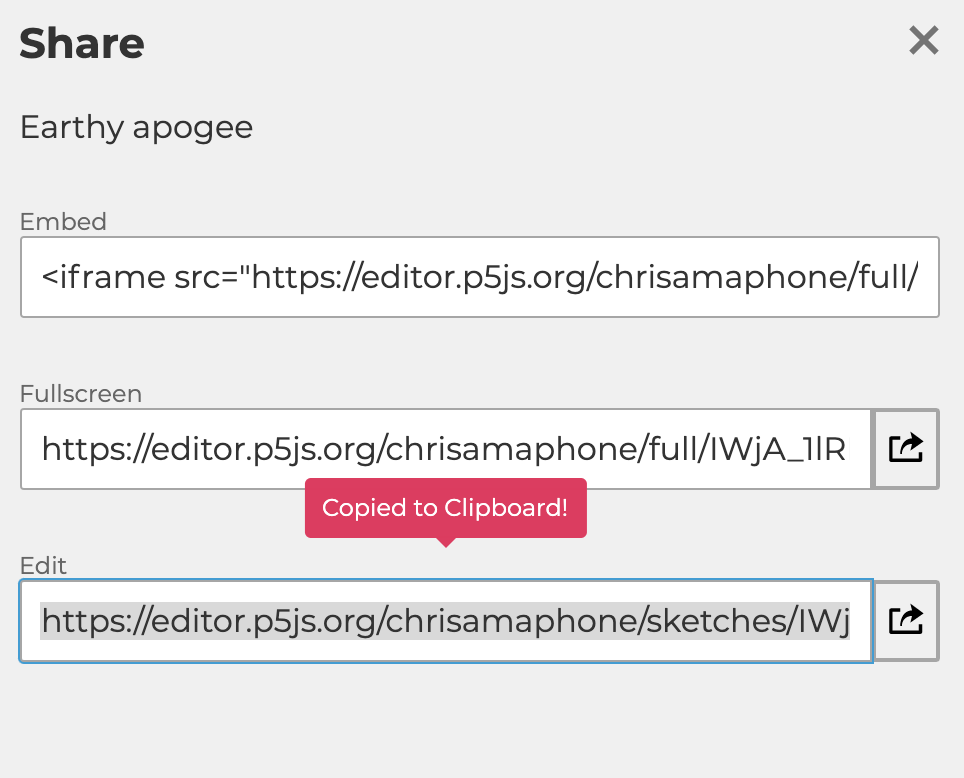 Share
Earthy apogee
Embed
<iframe src="https://editor.p5js.org/chrisamaphone/full/
Fullscreen
https://editor.p5js.org/chrisamaphone/full/IWjA_1lR
Copied to Clipboard!
Edit
https://editor.p5js.org/chrisamaphone/sketches/IWj